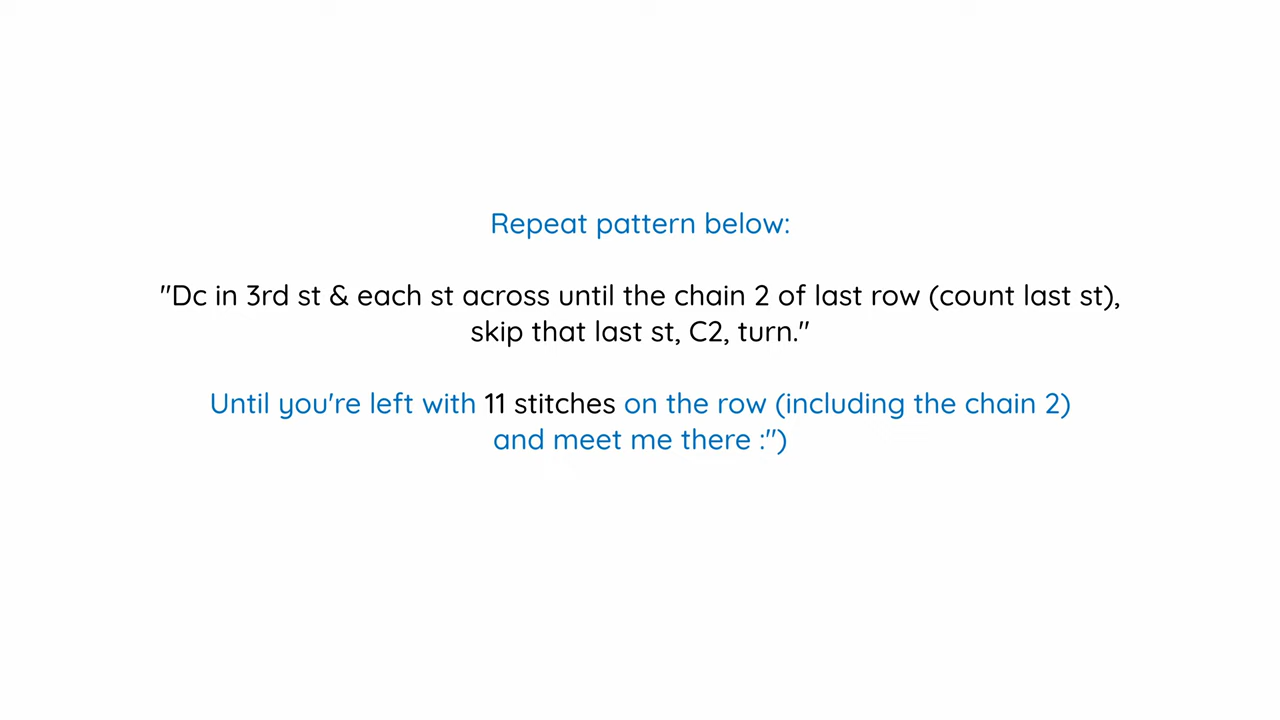 Repeat pattern below:
"Dc in 3rd st & each st across until the chain 2 of last row (count last st),
skip that last st, C2, turn."
Until you're left with 11 stitches on the row (including the chain 2)
and meet me there :")